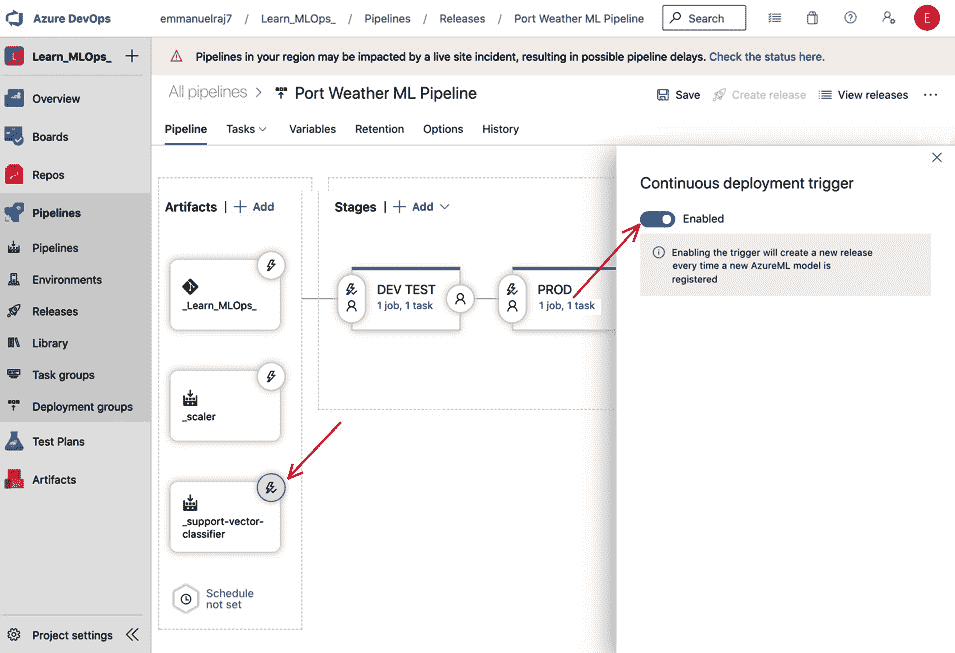 Azure DevOps
emmanuelraj7 / Learn_MLOps_ / Pipelines / Releases / Port Weather ML Pipeline
Search
E
L
Learn_MLOps_ +
Pipelines in your region may be impacted by a live site incident, resulting in possible pipeline delays. Check the status here.
All pipelines > Port Weather ML Pipeline
Save
Create release
View releases
...
Overview
Boards
Repos
Pipelines
Pipelines
Environments
Releases
Library
Task groups
Deployment groups
Test Plans
Artifacts
Project settings
Pipeline
Tasks
Variables
Retention
Options
History
Artifacts | + Add
Stages | + Add
_Learn_MLOps_
_scaler
_support-vector-
classifier
Schedule
not set
DEV TEST
1 job, 1 task
PROD
1 job, 1 task
Continuous deployment trigger
Enabled
Enabling the trigger will create a new release
every time a new AzureML model is
registered